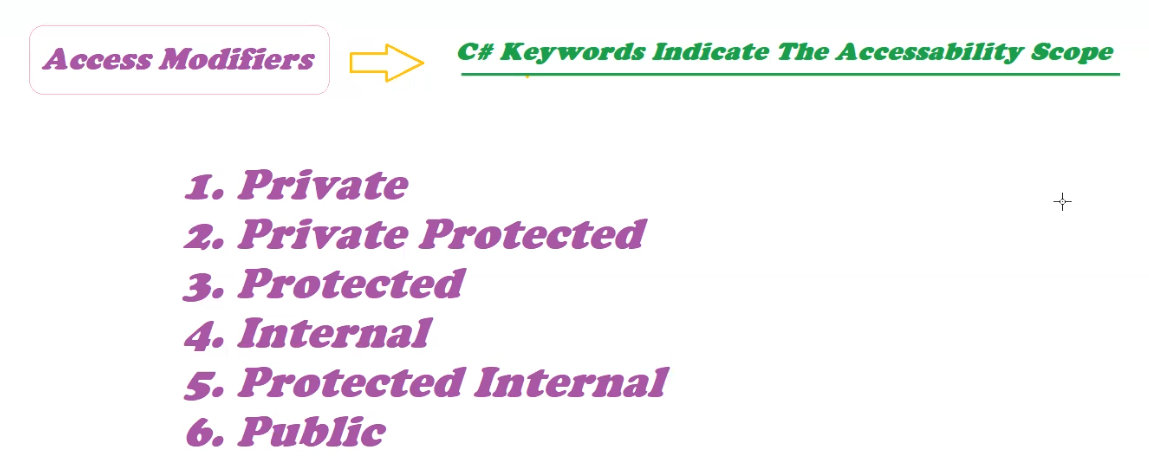 Access Modifiers
C# Keywords Indicate The Accessability Scope
1. Private
2. Private Protected
3. Protected
4. Internal
5. Protected Internal
6. Public